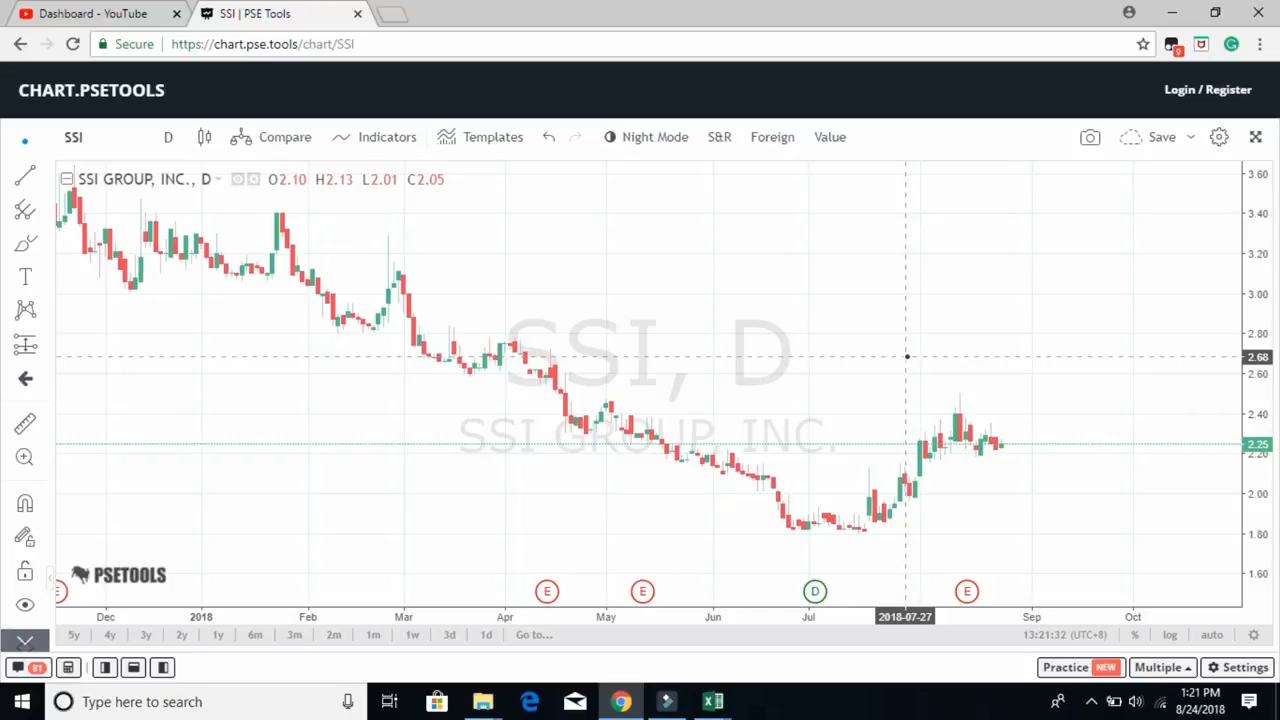 Dashboard - YouTube
SSI | PSE Tools
Secure https://chart.pse.tools/chart/SSI
9
CHART.PSETOOLS
Login / Register
SSI D Compare Indicators Templates Night Mode S&R Foreign Value Save
SSI GROUP, INC., D O2.10 H2.13 L2.01 C2.05
3.60
3.40
3.20
3.00
2.80
2.68
2.60
2.40
2.25
2.20
2.00
1.80
1.60
SSI, D
SSI GROUP, INC.
T
PSETOOLS
E E E D E
Dec 2018 Feb Mar Apr May Jun Jul 2018-07-27 Sep Oct
5y 4y 3y 2y 1y 6m 3m 2m 1m 1w 3d 1d Go to... 13:21:32 (UTC+8) % log auto
81
Practice NEW Multiple Settings
Type here to search
1:21 PM
8/24/2018